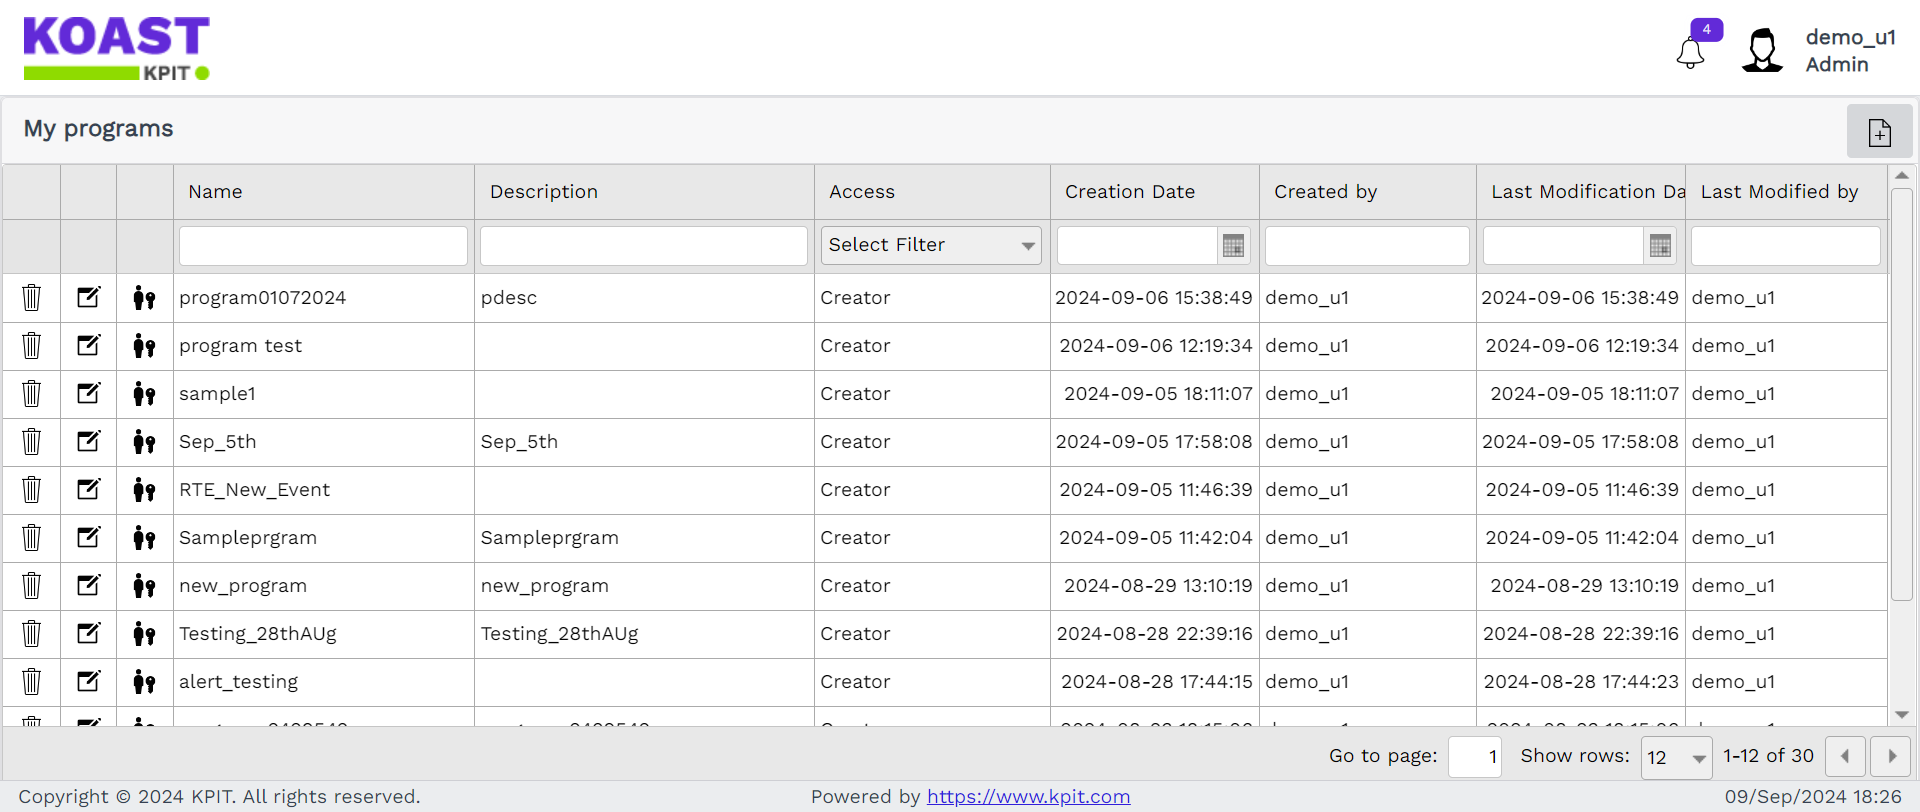 KOAST
KPIT
4
demo_u1
Admin
My programs
Name Description Access Creation Date Created by Last Modification Da Last Modified by
Select Filter
program01072024 pdesc Creator 2024-09-06 15:38:49 demo_u1 2024-09-06 15:38:49 demo_u1
program test Creator 2024-09-06 12:19:34 demo_u1 2024-09-06 12:19:34 demo_u1
sample1 Creator 2024-09-05 18:11:07 demo_u1 2024-09-05 18:11:07 demo_u1
Sep_5th Sep_5th Creator 2024-09-05 17:58:08 demo_u1 2024-09-05 17:58:08 demo_u1
RTE_New_Event Creator 2024-09-05 11:46:39 demo_u1 2024-09-05 11:46:39 demo_u1
Sampleprgram Sampleprgram Creator 2024-09-05 11:42:04 demo_u1 2024-09-05 11:42:04 demo_u1
new_program new_program Creator 2024-08-29 13:10:19 demo_u1 2024-08-29 13:10:19 demo_u1
Testing_28thAUg Testing_28thAUg Creator 2024-08-28 22:39:16 demo_u1 2024-08-28 22:39:16 demo_u1
alert_testing Creator 2024-08-28 17:44:15 demo_u1 2024-08-28 17:44:23 demo_u1
Go to page: 1 Show rows: 12 1-12 of 30
Copyright © 2024 KPIT. All rights reserved. Powered by https://www.kpit.com 09/Sep/2024 18:26